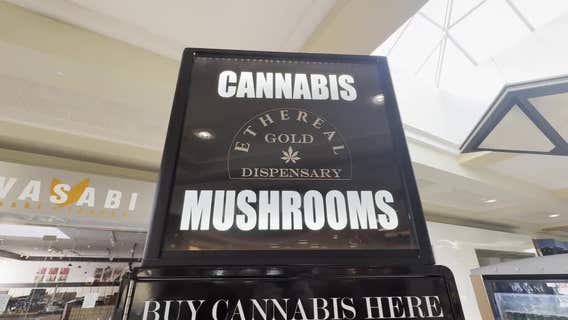 CANNABIS
ETHEREAL
GOLD
DISPENSARY
MUSHROOMS
BUY CANNABIS HERE
WASABI